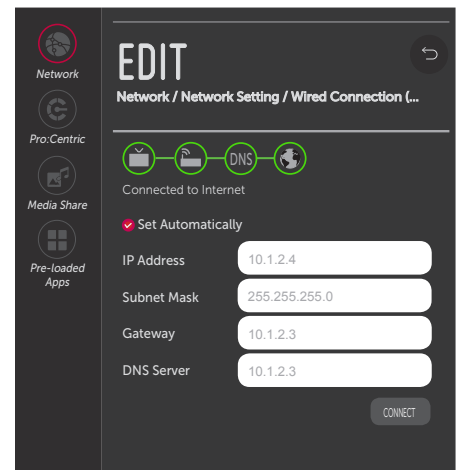 Network
Pro:Centric
Media Share
Pre-loaded
Apps
EDIT
Network / Network Setting / Wired Connection (...
DNS
Connected to Internet
Set Automatically
IP Address 10.1.2.4
Subnet Mask 255.255.255.0
Gateway 10.1.2.3
DNS Server 10.1.2.3
CONNECT